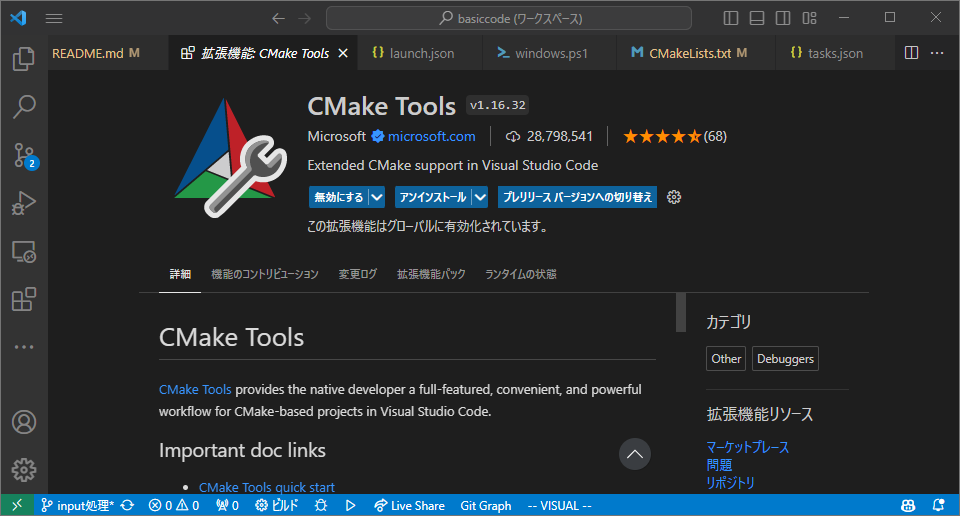 basiccode (ワークスペース)
README.md M
拡張機能: CMake Tools
launch.json
windows.ps1
CMakeLists.txt M
tasks.json
CMake Tools v1.16.32
Microsoft microsoft.com 28,798,541 (68)
Extended CMake support in Visual Studio Code
無効にする アンインストール プレリリース バージョンへの切り替え
この拡張機能はグローバルに有効化されています。
2
詳細 機能のコントリビューション 変更ログ 拡張機能パック ランタイムの状態
CMake Tools
CMake Tools provides the native developer a full-featured, convenient, and powerful
workflow for CMake-based projects in Visual Studio Code.
Important doc links
CMake Tools quick start
カテゴリ
Other Debuggers
拡張機能リソース
マーケットプレース
問題
リポジトリ
input処理* 0 0 0 ビルド Live Share Git Graph -- VISUAL --